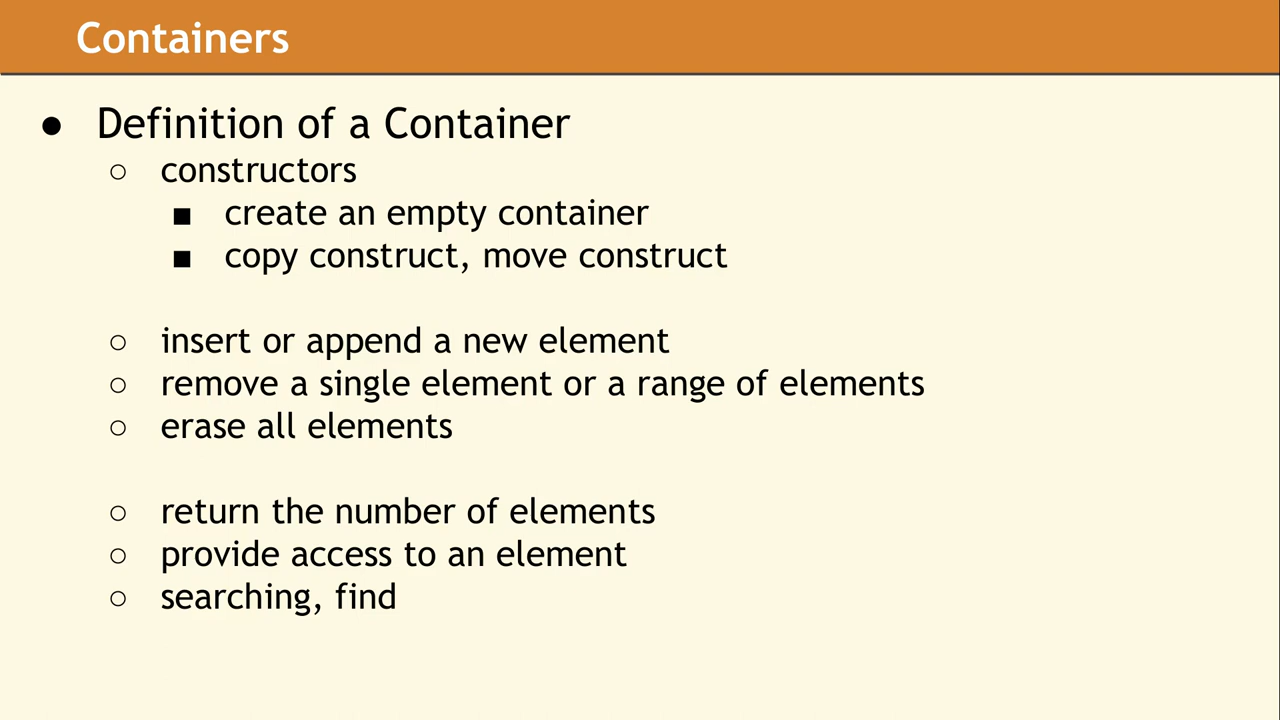 Containers
● Definition of a Container
○ constructors
■ create an empty container
■ copy construct, move construct
○ insert or append a new element
○ remove a single element or a range of elements
○ erase all elements
○ return the number of elements
○ provide access to an element
○ searching, find